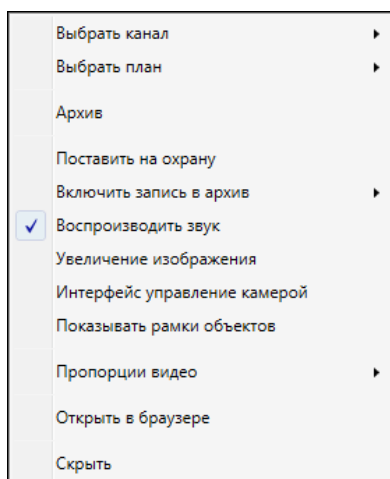 Выбрать канал
Выбрать план
Архив
Поставить на охрану
Включить запись в архив
Воспроизводить звук
Увеличение изображения
Интерфейс управление камерой
Показывать рамки объектов
Пропорции видео
Открыть в браузере
Скрыть